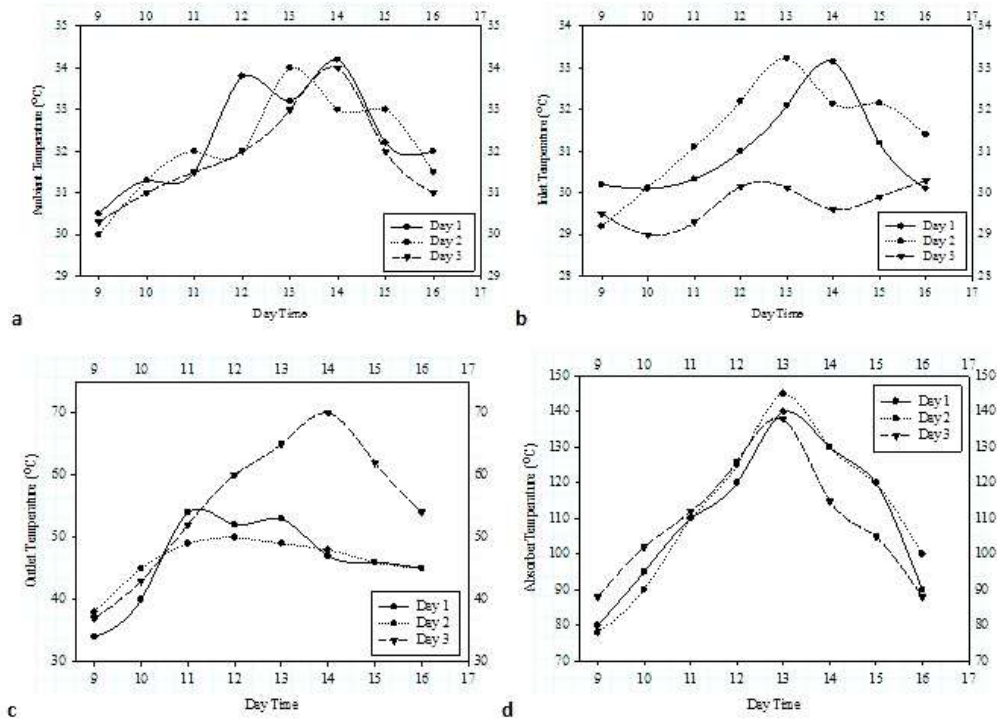 9 10 11 12 13 14 15 16 17
35 35
34 34
33 33
32 32
31 31
30 30
29 29
Ambient Temperature (°C)
Day 1
Day 2
Day 3
9 10 11 12 13 14 15 16 17
Day Time
a
9 10 11 12 13 14 15 16 17
34 34
33 33
32 32
31 31
30 30
29 29
28 28
Inlet Temperature (°C)
Day 1
Day 2
Day 3
9 10 11 12 13 14 15 16 17
Day Time
b
9 10 11 12 13 14 15 16 17
70 70
60 60
50 50
40 40
30 30
Outlet Temperature (°C)
Day 1
Day 2
Day 3
9 10 11 12 13 14 15 16 17
Day Time
c
9 10 11 12 13 14 15 16 17
150 150
140 140
130 130
120 120
110 110
100 100
90 90
80 80
70 70
Absorber Temperature (°C)
Day 1
Day 2
Day 3
9 10 11 12 13 14 15 16 17
Day Time
d